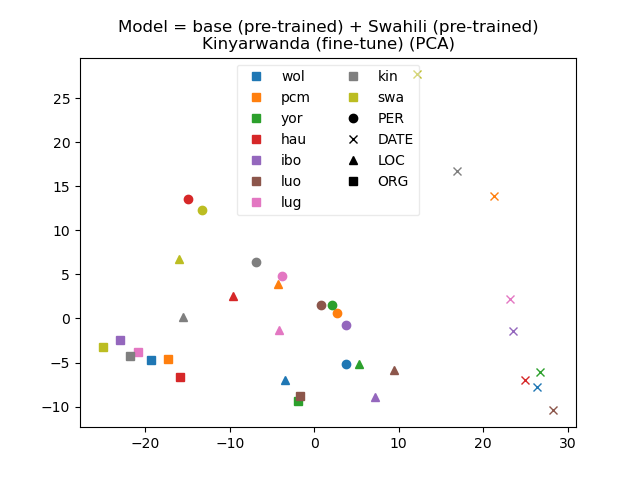 Model = base (pre-trained) + Swahili (pre-trained)
Kinyarwanda (fine-tune) (PCA)
25
20
15
10
5
0
−5
−10
−20
−10
0
10
20
30
wol
pcm
yor
hau
ibo
luo
lug
kin
swa
PER
DATE
LOC
ORG